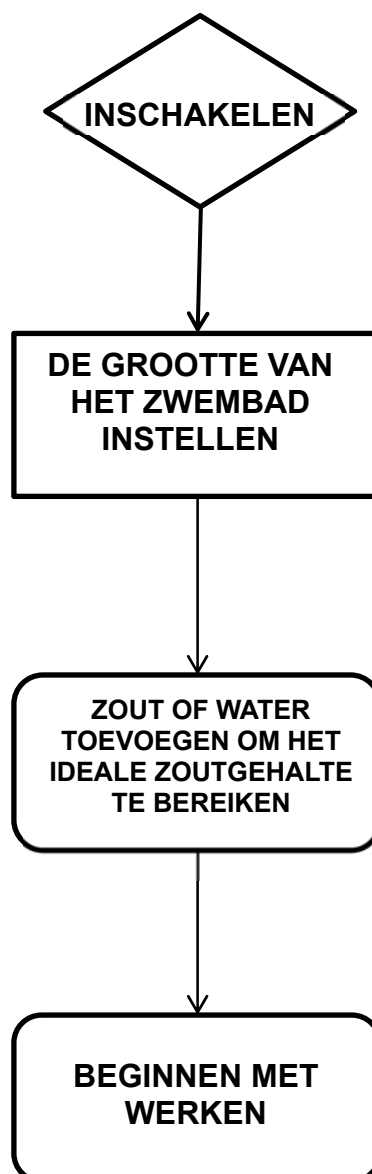 INSCHAKELEN
DE GROOTTE VAN
HET ZWEMBAD
INSTELLEN
ZOUT OF WATER
TOEVOEGEN OM HET
IDEALE ZOUTGEHALTE
TE BEREIKEN
BEGINNEN MET
WERKEN